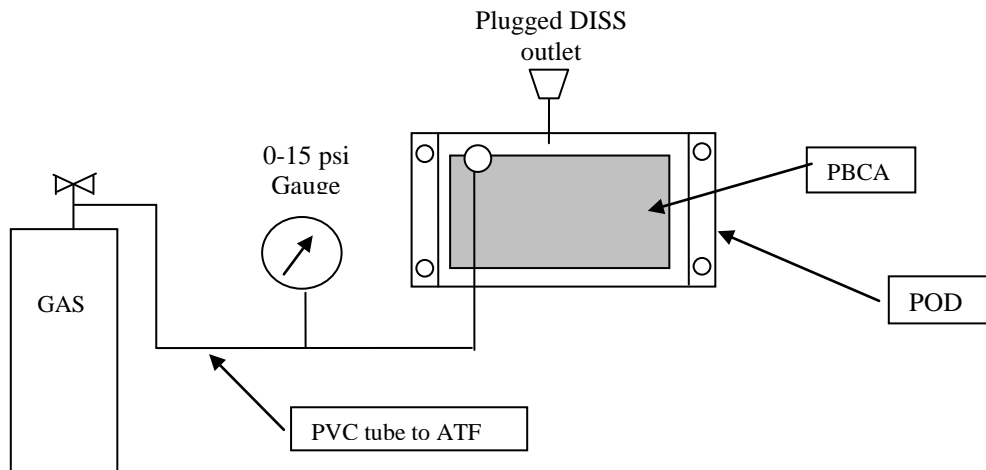 Plugged DISS
outlet
0-15 psi
Gauge
PBCA
GAS
POD
PVC tube to ATF